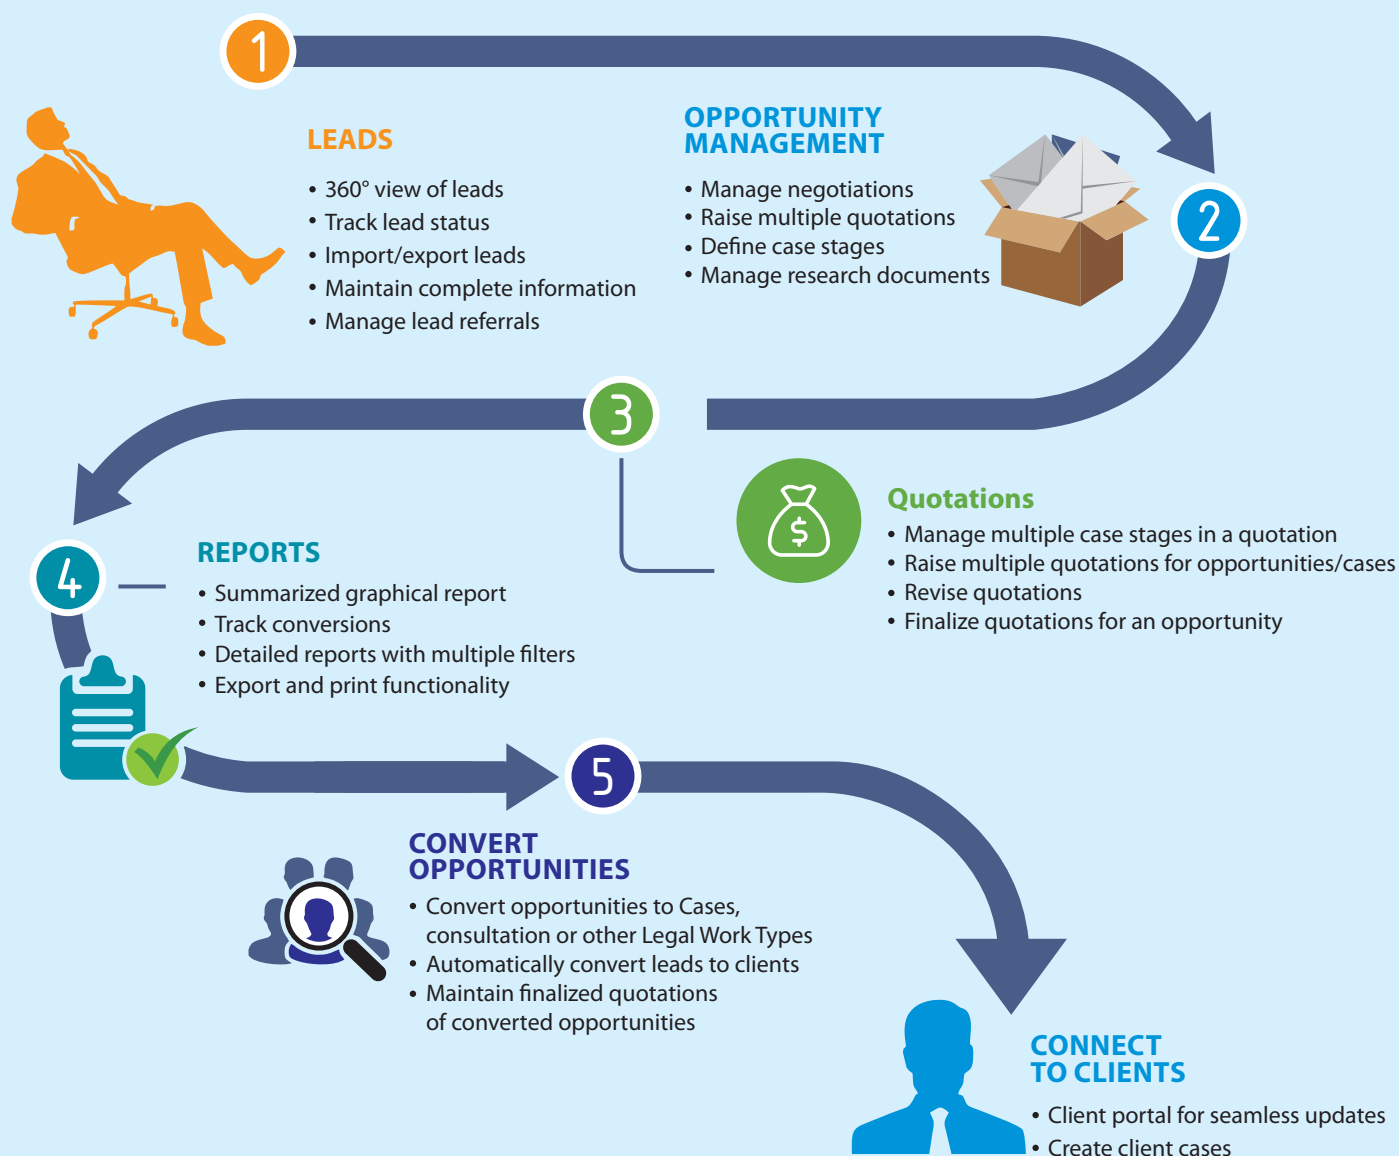 1
LEADS
• 360° view of leads
• Track lead status
• Import/export leads
• Maintain complete information
• Manage lead referrals
OPPORTUNITY
MANAGEMENT
• Manage negotiations
• Raise multiple quotations
• Define case stages
• Manage research documents
2
3
$
Quotations
• Manage multiple case stages in a quotation
• Raise multiple quotations for opportunities/cases
• Revise quotations
• Finalize quotations for an opportunity
4
REPORTS
• Summarized graphical report
• Track conversions
• Detailed reports with multiple filters
• Export and print functionality
5
CONVERT
OPPORTUNITIES
• Convert opportunities to Cases,
consultation or other Legal Work Types
• Automatically convert leads to clients
• Maintain finalized quotations
of converted opportunities
CONNECT
TO CLIENTS
• Client portal for seamless updates
• Create client cases